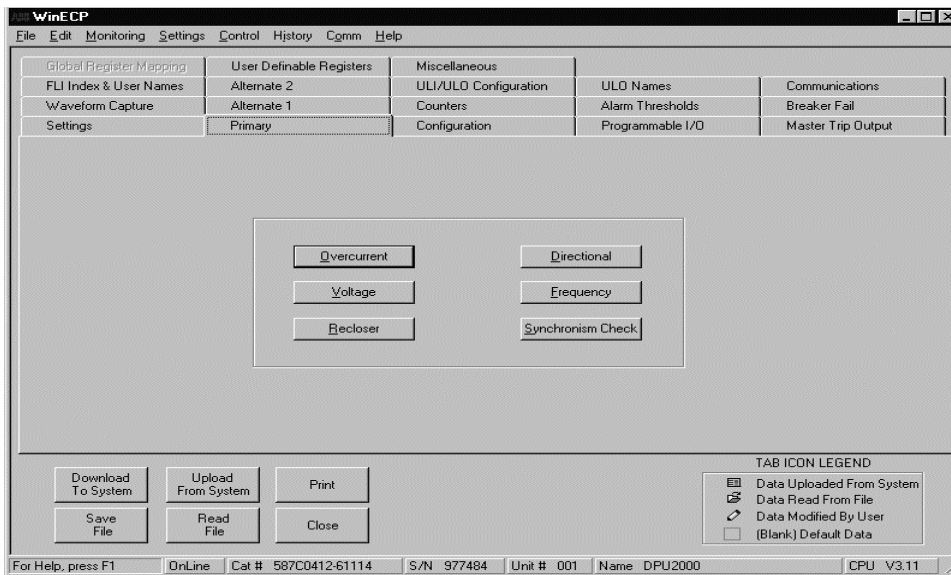 WinECP
File Edit Monitoring Settings Control History Comm Help
Global Register Mapping User Definable Registers Miscellaneous
FLI Index & User Names Alternate 2 ULI/ULO Configuration ULO Names Communications
Waveform Capture Alternate 1 Counters Alarm Thresholds Breaker Fail
Settings Primary Configuration Programmable I/O Master Trip Output
Overcurrent Directional
Voltage Frequency
Recloser Synchronism Check
Download To System
Upload From System
Print
Save File
Read File
Close
TAB ICON LEGEND
Data Uploaded From System
Data Read From File
Data Modified By User
(Blank) Default Data
For Help, press F1 OnLine Cat # 587C0412-61114 S/N 977484 Unit # 001 Name DPU2000 CPU V3.11